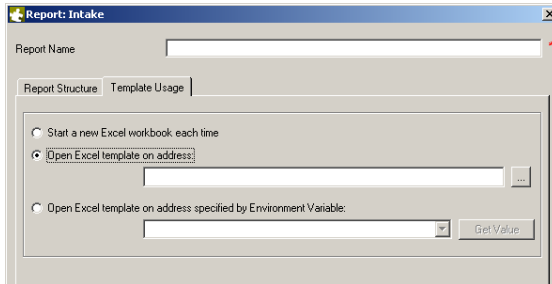 Report: Intake
Report Name
Report Structure
Template Usage
Start a new Excel workbook each time
Open Excel template on address:
...
Open Excel template on address specified by Environment Variable:
Get Value